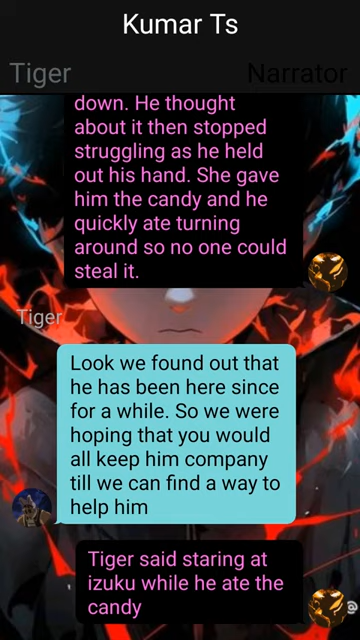 Kumar Ts
Tiger
Narrator
down. He thought
about it then stopped
struggling as he held
out his hand. She gave
him the candy and he
quickly ate turning
around so no one could
steal it.
Tiger
Look we found out that
he has been here since
for a while. So we were
hoping that you would
all keep him company
till we can find a way to
help him
Tiger said staring at
izuku while he ate the
candy
@